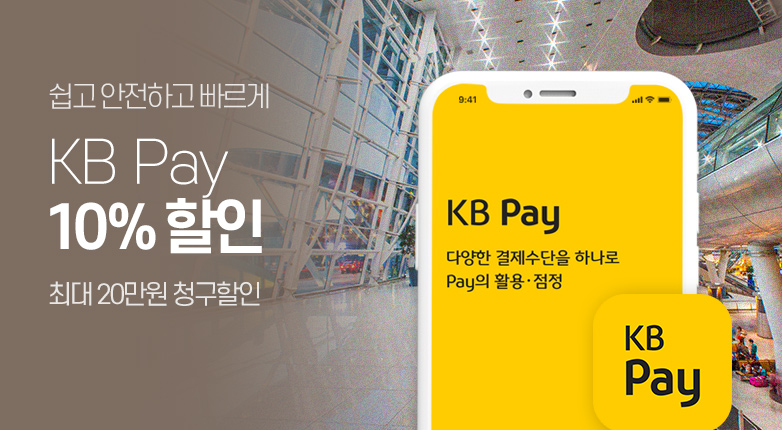 쉽고 안전하고 빠르게
KB Pay
10% 할인
최대 20만원 청구할인
9:41
KB Pay
다양한 결제수단을 하나로
Pay의 활용·점정
KB
Pay